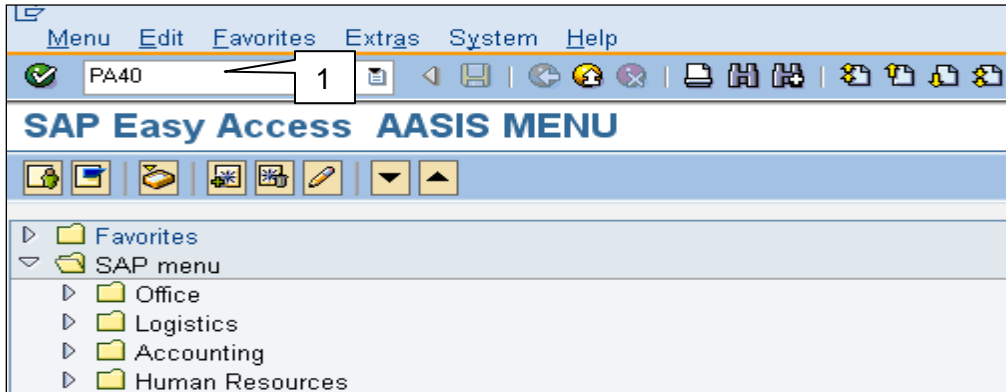 Menu Edit Favorites Extras System Help
PA40 1
SAP Easy Access AASIS MENU
Favorites
SAP menu
Office
Logistics
Accounting
Human Resources